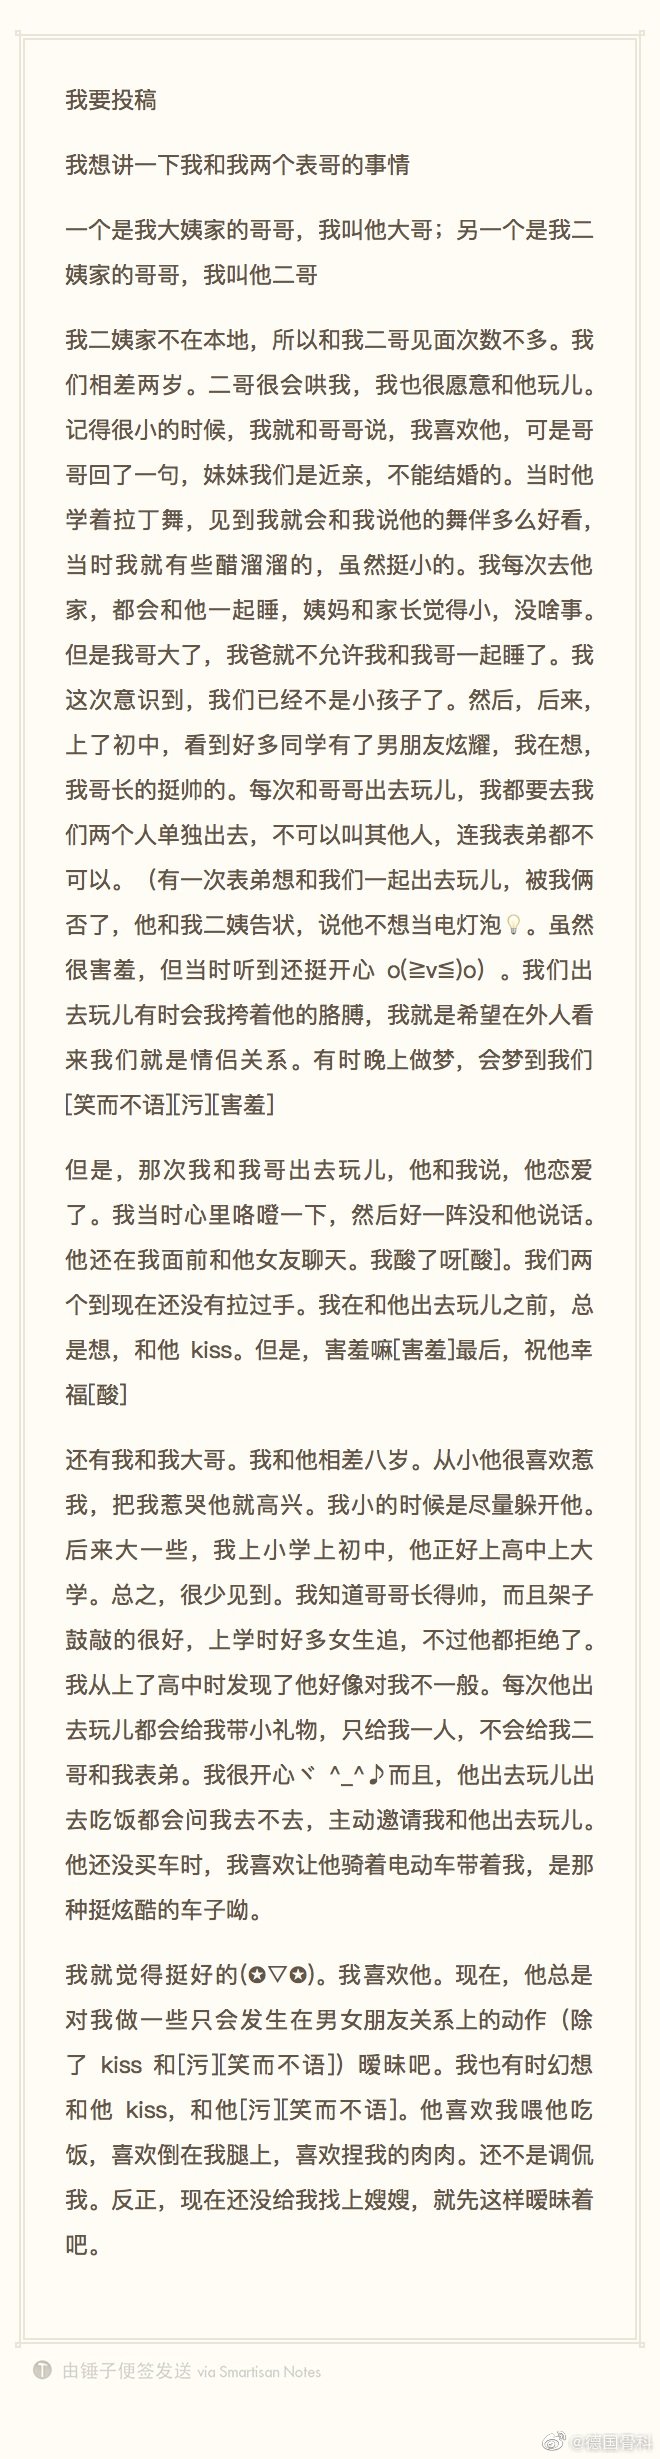 我要投稿
我想讲一下我和我两个表哥的事情
一个是我大姨家的哥哥，我叫他大哥；另一个是我二
姨家的哥哥，我叫他二哥
我二姨家不在本地，所以和我二哥见面次数不多。我
们相差两岁。二哥很会哄我，我也很愿意和他玩儿。
记得很小的时候，我就和哥哥说，我喜欢他，可是哥
哥回了一句，妹妹我们是近亲，不能结婚的。当时他
学着拉丁舞，见到我就会和我说他的舞伴多么好看，
当时我就有些醋溜溜的，虽然挺小的。我每次去他
家，都会和他一起睡，姨妈和家长觉得小，没啥事。
但是我哥大了，我爸就不允许我和我哥一起睡了。我
这次意识到，我们已经不是小孩子了。然后，后来，
上了初中，看到好多同学有了男朋友炫耀，我在想，
我哥长的挺帅的。每次和哥哥出去玩儿，我都要去我
们两个人单独出去，不可以叫其他人，连我表弟都不
可以。（有一次表弟想和我们一起出去玩儿，被我俩
否了，他和我二姨告状，说他不想当电灯泡💡。虽然
很害羞，但当时听到还挺开心 o(≧v≦)o）。我们出
去玩儿有时会我挎着他的胳膊，我就是希望在外人看
来我们就是情侣关系。有时晚上做梦，会梦到我们
[笑而不语][污][害羞]
但是，那次我和我哥出去玩儿，他和我说，他恋爱
了。我当时心里咯噔一下，然后好一阵没和他说话。
他还在我面前和他女友聊天。我酸了呀[酸]。我们两
个到现在还没有拉过手。我在和他出去玩儿之前，总
是想，和他 kiss。但是，害羞嘛[害羞]最后，祝他幸
福[酸]
还有我和我大哥。我和他相差八岁。从小他很喜欢惹
我，把我惹哭他就高兴。我小的时候是尽量躲开他。
后来大一些，我上小学上初中，他正好上高中上大
学。总之，很少见到。我知道哥哥长得帅，而且架子
鼓敲的很好，上学时好多女生追，不过他都拒绝了。
我从上了高中时发现了他好像对我不一般。每次他出
去玩儿都会给我带小礼物，只给我一人，不会给我二
哥和我表弟。我很开心ヾ ^_^♪而且，他出去玩儿出
去吃饭都会问我去不去，主动邀请我和他出去玩儿。
他还没买车时，我喜欢让他骑着电动车带着我，是那
种挺炫酷的车子呦。
我就觉得挺好的(✪▽✪)。我喜欢他。现在，他总是
对我做一些只会发生在男女朋友关系上的动作（除
了 kiss 和[污][笑而不语]）暧昧吧。我也有时幻想
和他 kiss，和他[污][笑而不语]。他喜欢我喂他吃
饭，喜欢倒在我腿上，喜欢捏我的肉肉。还不是调侃
我。反正，现在还没给我找上嫂嫂，就先这样暧昧着
吧。
T 由锤子便签发送 via Smartisan Notes
@德国骨科